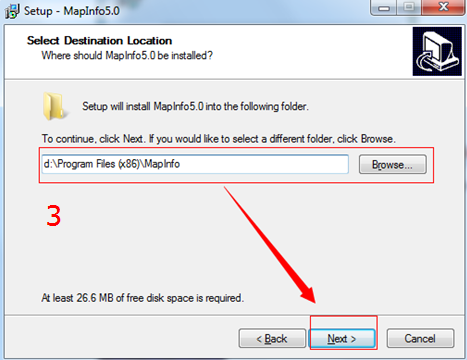 Setup - MapInfo5.0
Select Destination Location
Where should MapInfo5.0 be installed?
Setup will install MapInfo5.0 into the following folder.
To continue, click Next. If you would like to select a different folder, click Browse.
d:\Program Files (x86)\MapInfo
Browse...
3
At least 26.6 MB of free disk space is required.
< Back
Next >
Cancel